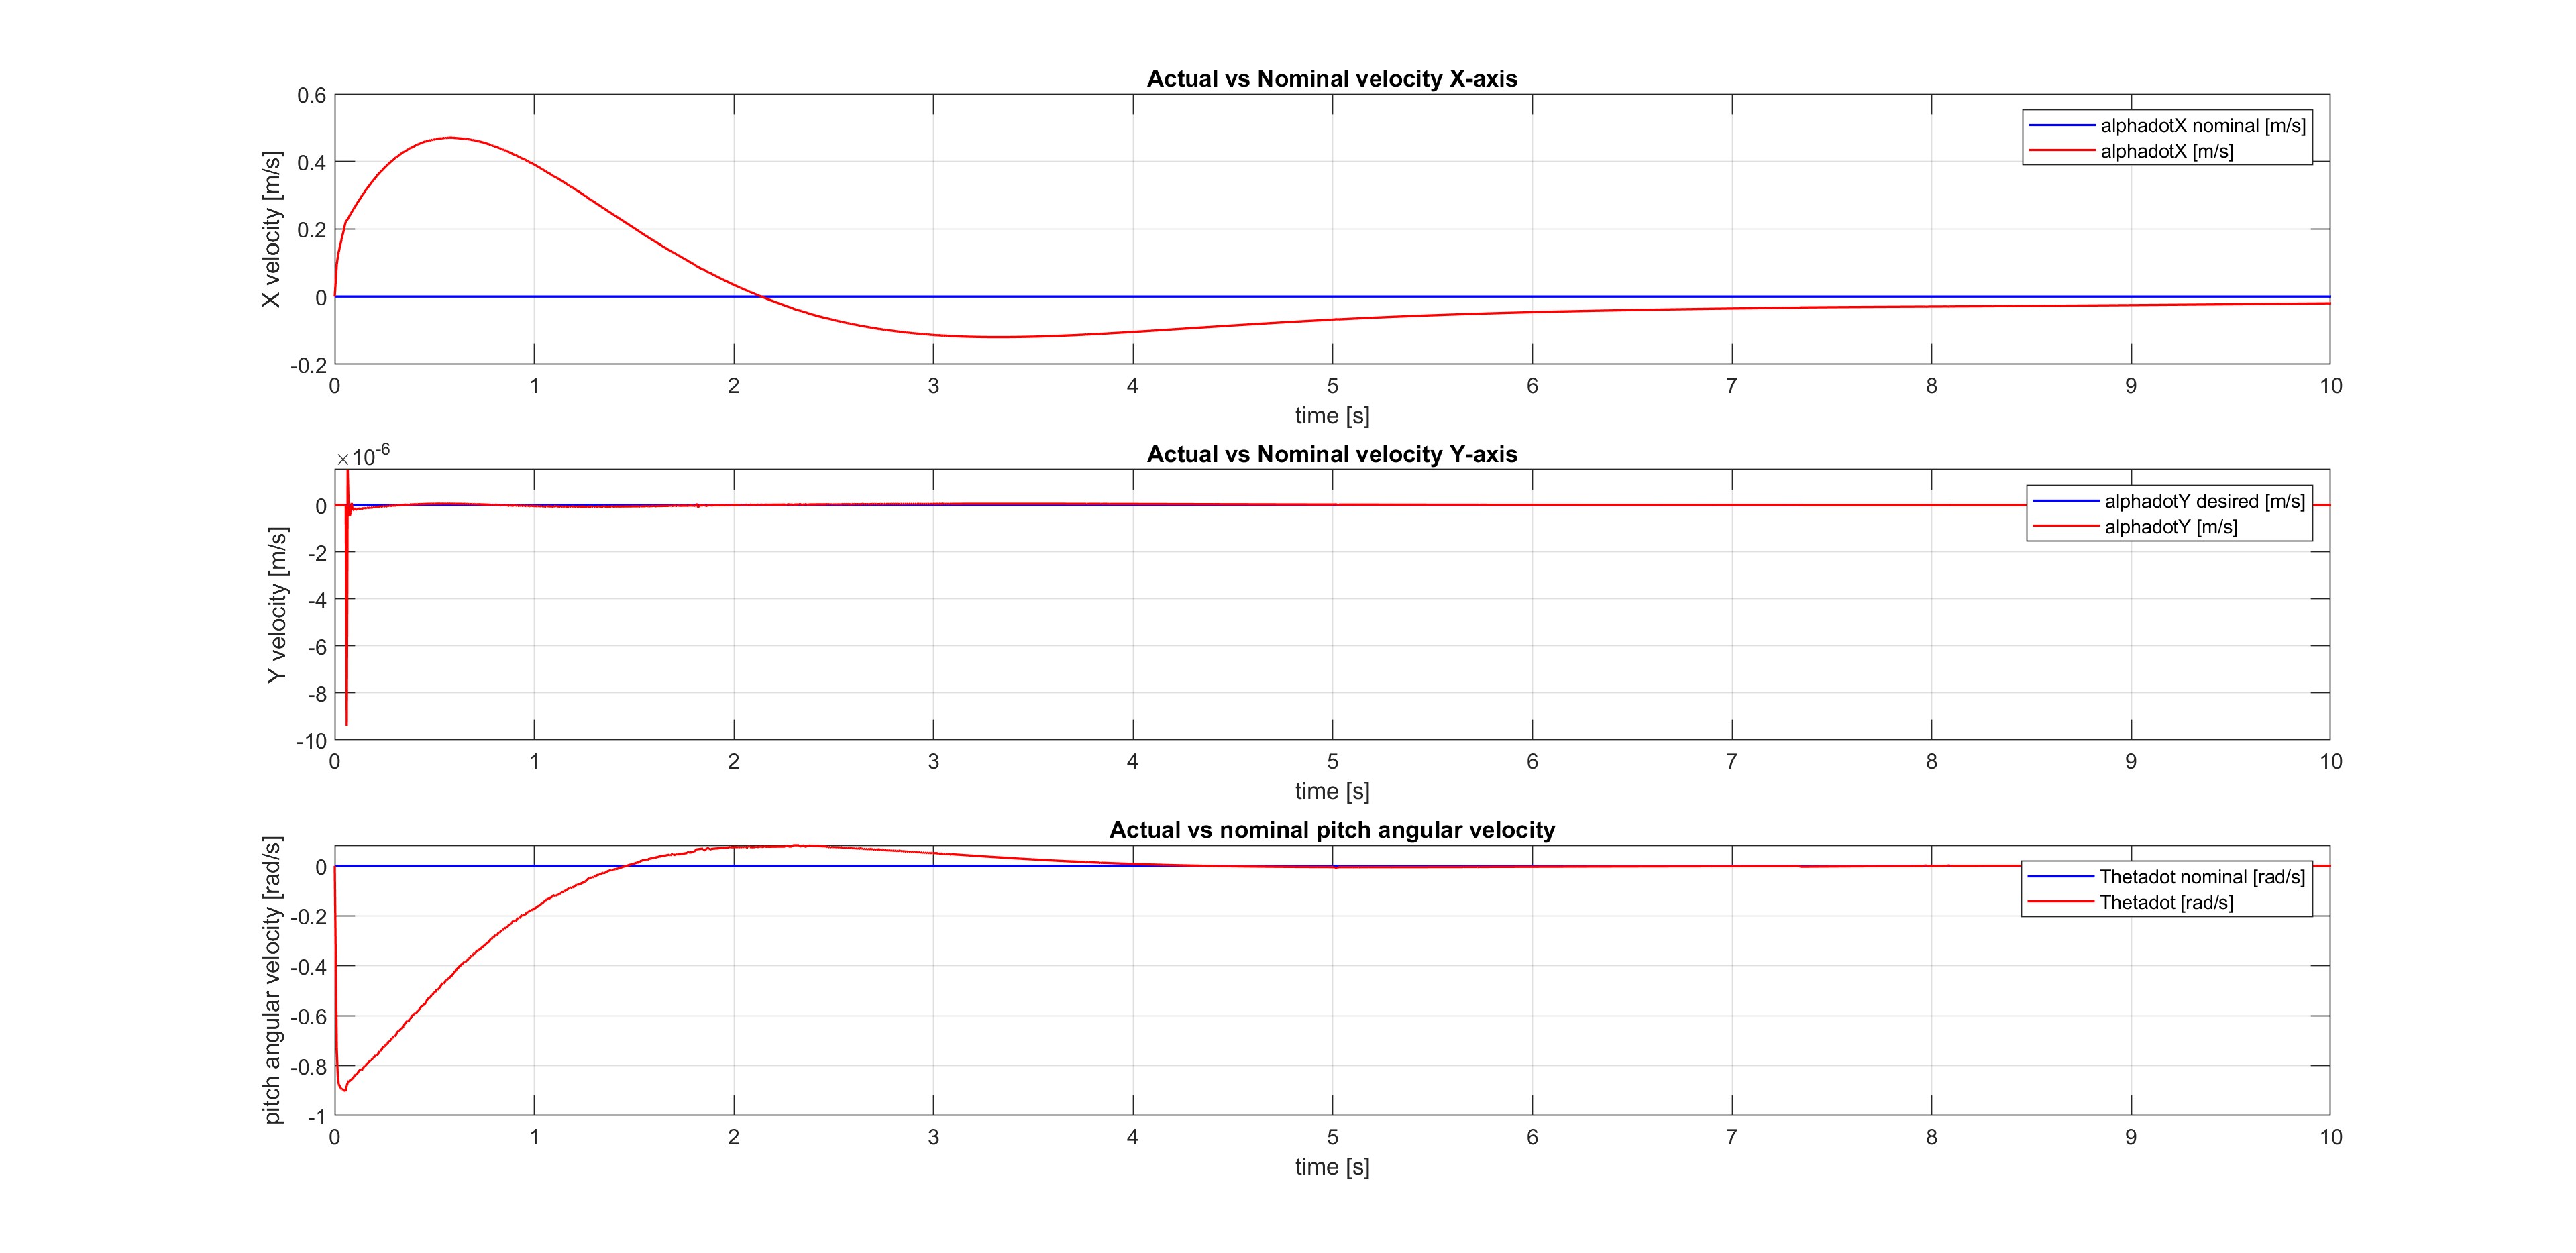 Actual vs Nominal velocity X-axis
0.6
0.4
0.2
0
-0.2
X velocity [m/s]
alphadotX nominal [m/s]
alphadotX [m/s]
0 1 2 3 4 5 6 7 8 9 10
time [s]
×10-6
Actual vs Nominal velocity Y-axis
0
-2
-4
-6
-8
-10
Y velocity [m/s]
alphadotY desired [m/s]
alphadotY [m/s]
0 1 2 3 4 5 6 7 8 9 10
time [s]
Actual vs nominal pitch angular velocity
0
-0.2
-0.4
-0.6
-0.8
-1
pitch angular velocity [rad/s]
Thetadot nominal [rad/s]
Thetadot [rad/s]
0 1 2 3 4 5 6 7 8 9 10
time [s]